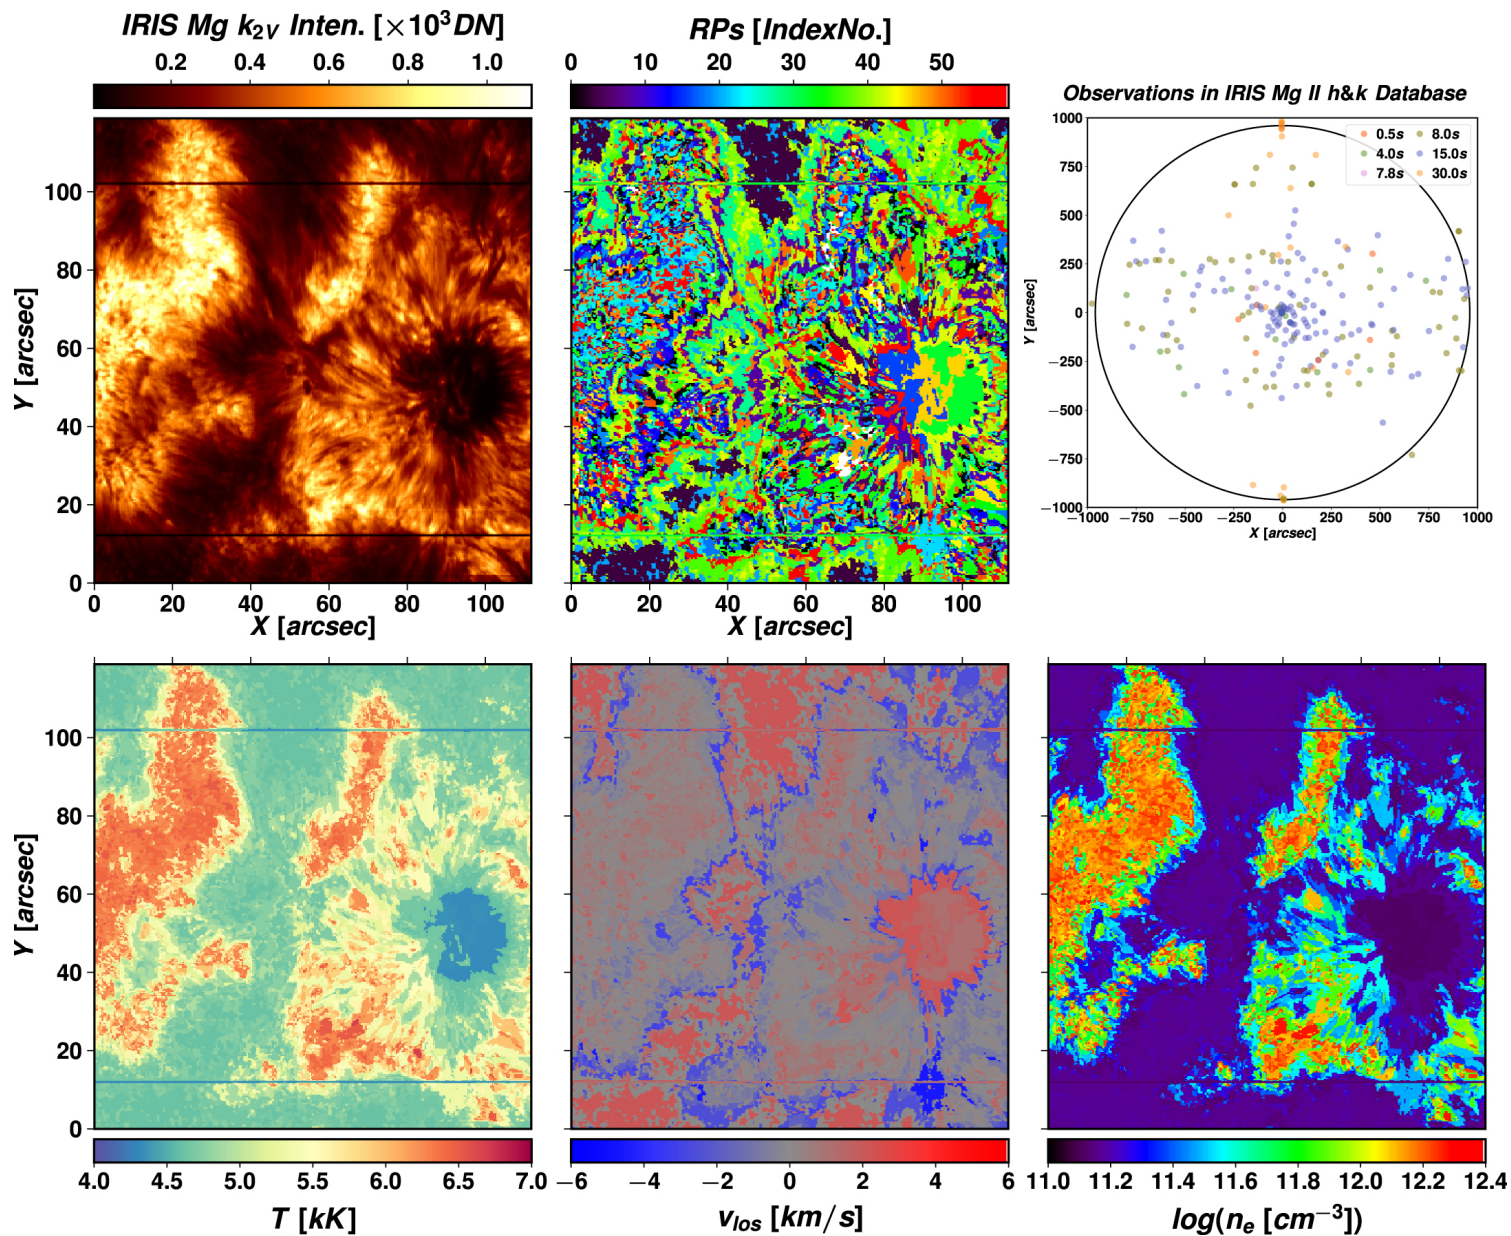 IRIS Mg k2V Inten. [×10³DN]
0.2 0.4 0.6 0.8 1.0
RPs [IndexNo.]
0 10 20 30 40 50
Observations in IRIS Mg II h&k Database
0.5s 8.0s
4.0s 15.0s
7.8s 30.0s
1000
750
500
250
0
−250
−500
−750
−1000
Y [arcsec]
−1000 −750 −500 −250 0 250 500 750 1000
X [arcsec]
100
80
60
40
20
0
Y [arcsec]
0 20 40 60 80 100
X [arcsec]
0 20 40 60 80 100
X [arcsec]
100
80
60
40
20
0
Y [arcsec]
4.0 4.5 5.0 5.5 6.0 6.5 7.0
T [kK]
−6 −4 −2 0 2 4 6
vlos [km/s]
11.0 11.2 11.4 11.6 11.8 12.0 12.2 12.4
log(ne [cm⁻³])